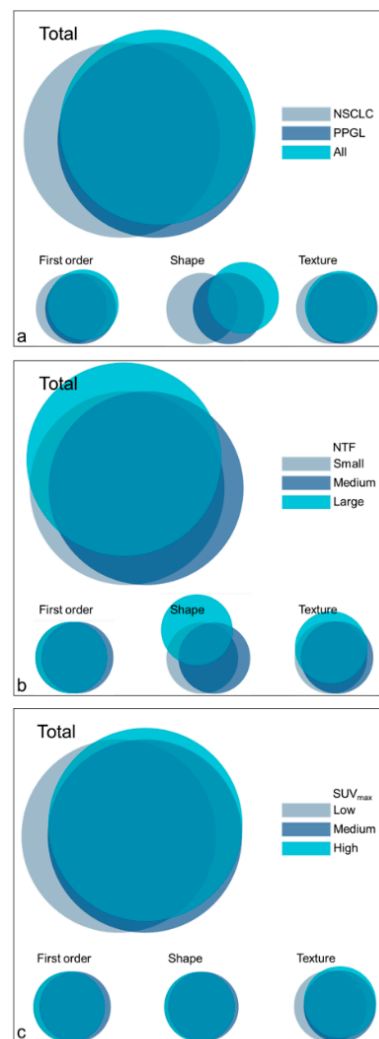 Total
NSCLC
PPGL
All
First order
Shape
Texture
a
Total
NTF
Small
Medium
Large
First order
Shape
Texture
b
Total
SUVmax
Low
Medium
High
First order
Shape
Texture
c